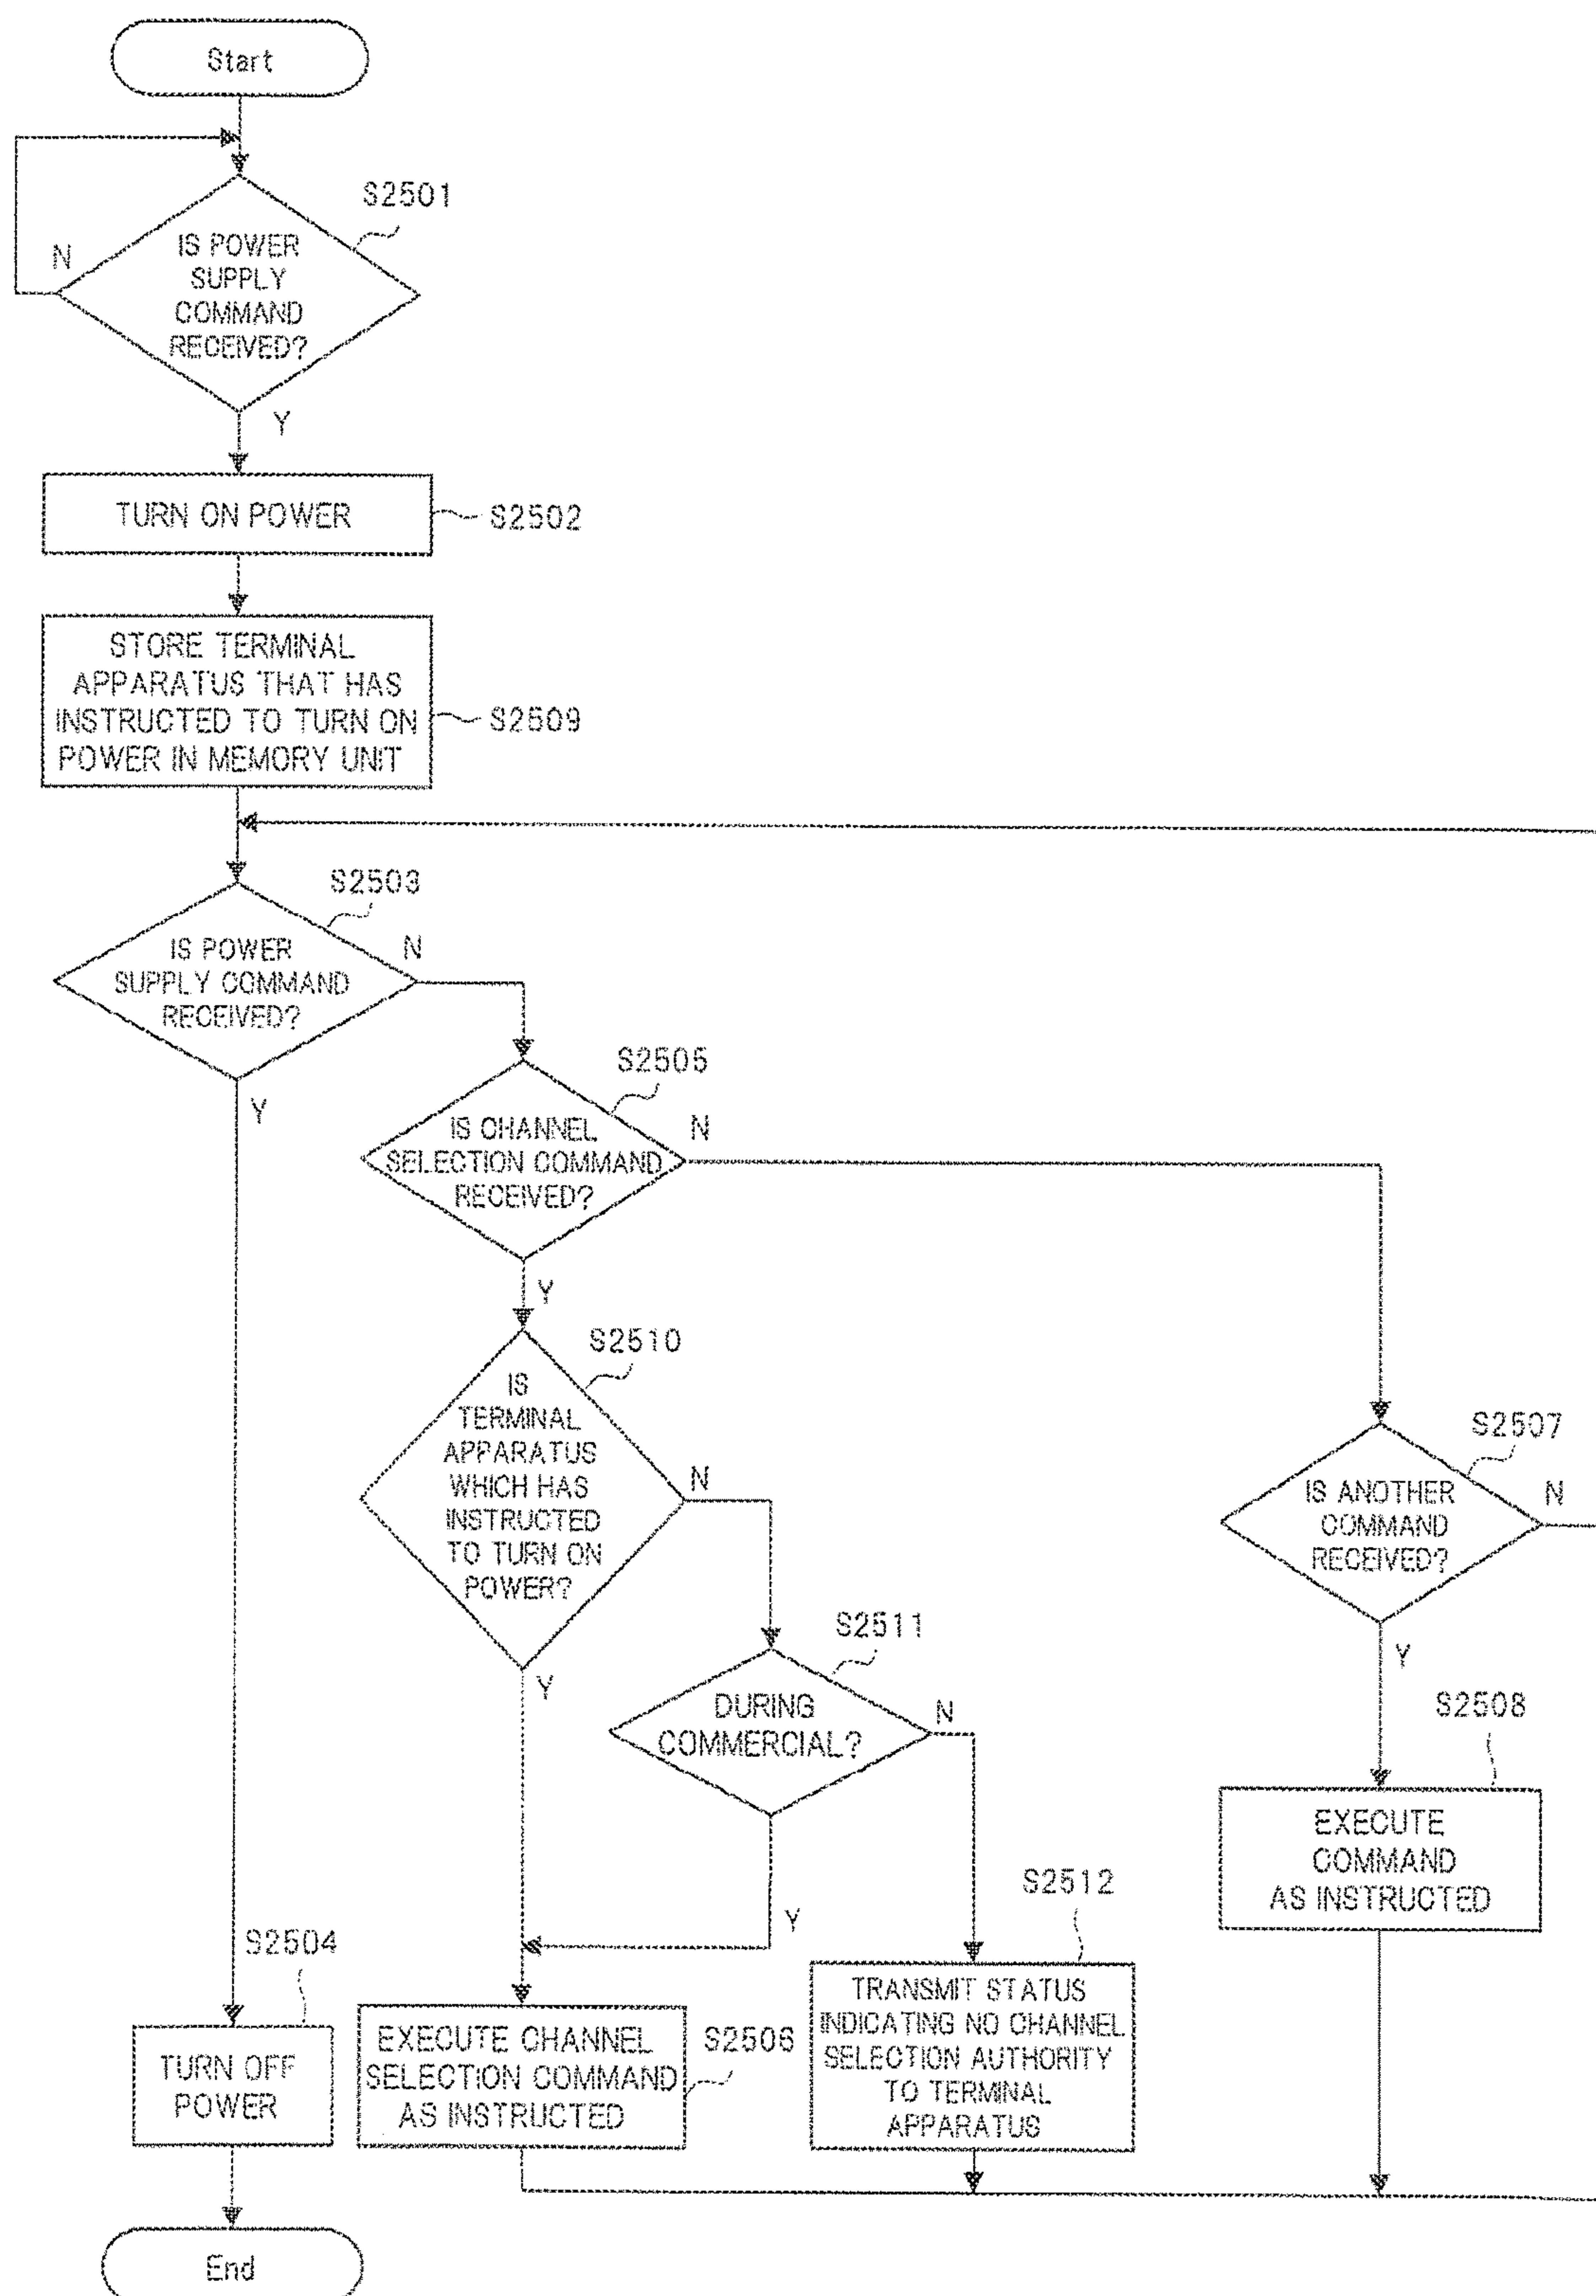 Start
S2501
N
IS POWER
SUPPLY
COMMAND
RECEIVED?
Y
TURN ON POWER
S2502
STORE TERMINAL
APPARATUS THAT HAS
INSTRUCTED TO TURN ON
POWER IN MEMORY UNIT
S2509
S2503
IS POWER
SUPPLY COMMAND
RECEIVED?
N
Y
S2505
IS CHANNEL
SELECTION COMMAND
RECEIVED?
N
Y
S2510
IS
TERMINAL
APPARATUS
WHICH HAS
INSTRUCTED
TO TURN ON
POWER?
N
Y
S2511
DURING
COMMERCIAL?
N
Y
S2507
IS ANOTHER
COMMAND
RECEIVED?
N
Y
S2508
EXECUTE
COMMAND
AS INSTRUCTED
S2512
TRANSMIT STATUS
INDICATING NO CHANNEL
SELECTION AUTHORITY
TO TERMINAL
APPARATUS
S2504
TURN OFF
POWER
EXECUTE CHANNEL
SELECTION COMMAND
AS INSTRUCTED
S2506
End